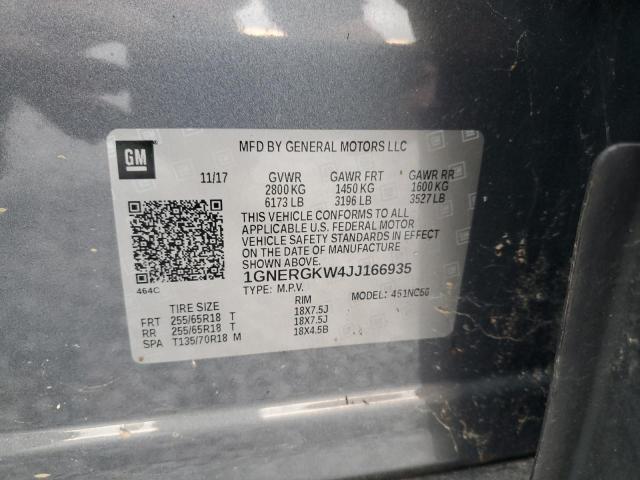 GM
MFD BY GENERAL MOTORS LLC
11/17 GVWR GAWR FRT GAWR RR
2800 KG 1450 KG 1600 KG
6173 LB 3196 LB 3527 LB
THIS VEHICLE CONFORMS TO ALL
APPLICABLE U.S. FEDERAL MOTOR
VEHICLE SAFETY STANDARDS IN EFFECT
ON THE DATE OF MANUFACTURE
SHOWN ABOVE.
1GNERGKW4JJ166935
464C
TYPE: M.P.V. MODEL:
TIRE SIZE RIM
FRT 255/65R18 T 18X7.5J
RR 255/65R18 T 18X7.5J
SPA T135/70R18 M 18X4.5B